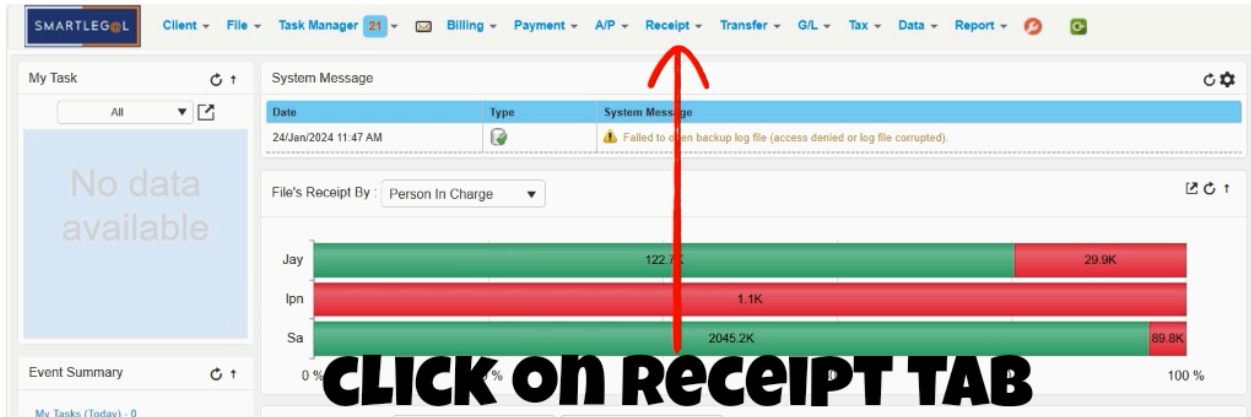 SMARTLEG@L Client File Task Manager 21 Billing Payment A/P Receipt Transfer G/L Tax Data Report
My Task
All
No data
available
Event Summary
My Tasks (Today) - 0
System Message
Date Type System Message
24/Jan/2024 11:47 AM Failed to open backup log file (access denied or log file corrupted).
File's Receipt By : Person In Charge
Jay 122.7K 29.9K
Ipn 1.1K
Sa 2045.2K 89.8K
0 % 100 %
CLICK ON RECEIPT TAB